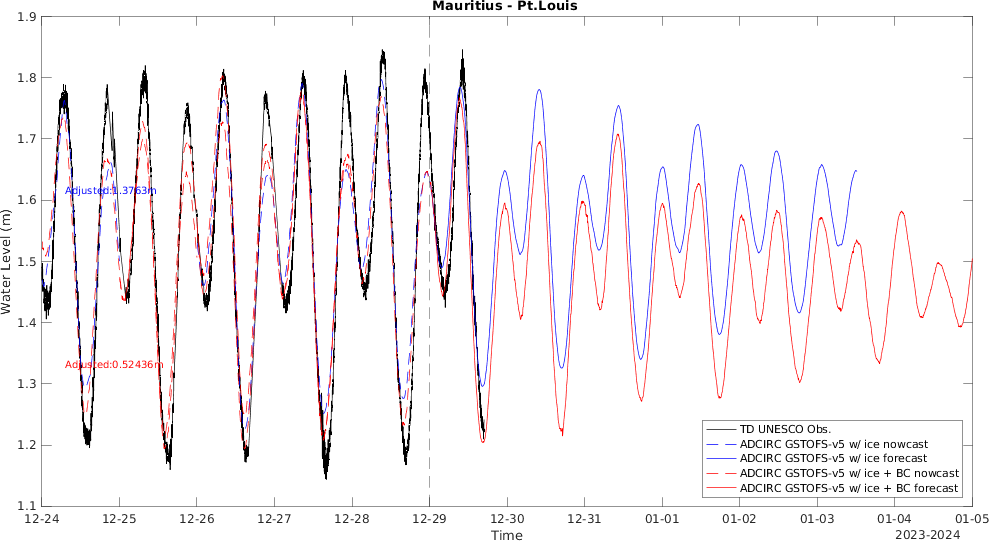 Mauritius - Pt.Louis
1.9
1.8
1.7
1.6
1.5
1.4
1.3
1.2
1.1
Water Level (m)
Adjusted:1.3763m
Adjusted:0.52436m
TD UNESCO Obs.
ADCIRC GSTOFS-v5 w/ ice nowcast
ADCIRC GSTOFS-v5 w/ ice forecast
ADCIRC GSTOFS-v5 w/ ice + BC nowcast
ADCIRC GSTOFS-v5 w/ ice + BC forecast
12-24 12-25 12-26 12-27 12-28 12-29 12-30 12-31 01-01 01-02 01-03 01-04 01-05
Time
2023-2024